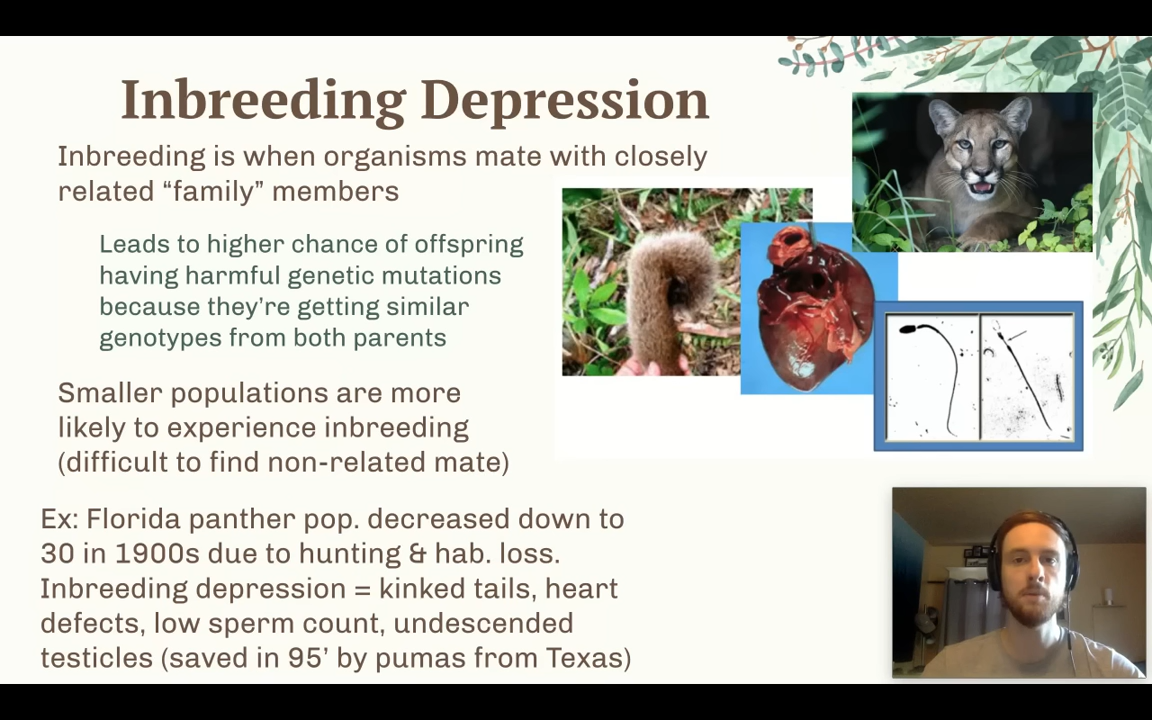 Inbreeding Depression
Inbreeding is when organisms mate with closely
related “family” members
Leads to higher chance of offspring
having harmful genetic mutations
because they’re getting similar
genotypes from both parents
Smaller populations are more
likely to experience inbreeding
(difficult to find non-related mate)
Ex: Florida panther pop. decreased down to
30 in 1900s due to hunting & hab. loss.
Inbreeding depression = kinked tails, heart
defects, low sperm count, undescended
testicles (saved in 95’ by pumas from Texas)